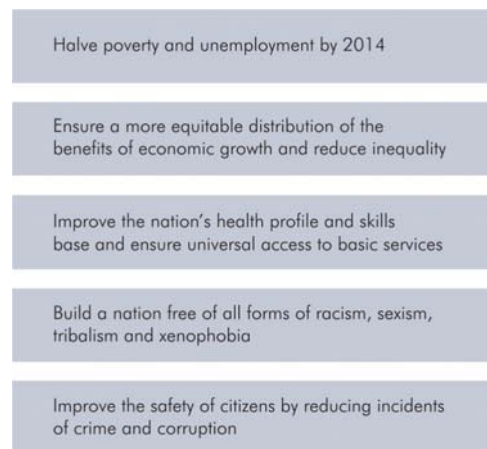 Halve poverty and unemployment by 2014
Ensure a more equitable distribution of the
benefits of economic growth and reduce inequality
Improve the nation's health profile and skills
base and ensure universal access to basic services
Build a nation free of all forms of racism, sexism,
tribalism and xenophobia
Improve the safety of citizens by reducing incidents
of crime and corruption